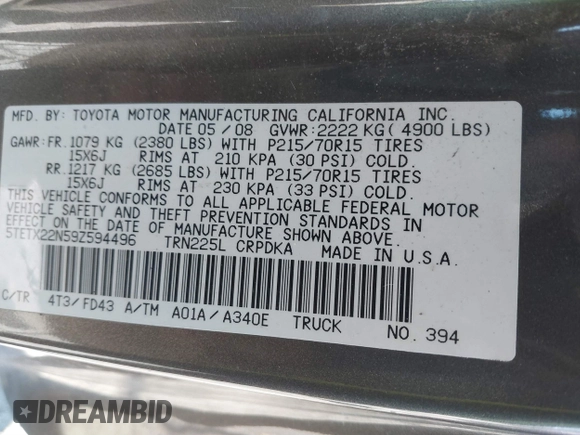 MFD. BY: TOYOTA MOTOR MANUFACTURING CALIFORNIA INC.
DATE 05/08 GVWR: 2222 KG( 4900 LBS)
GAWR: FR. 1079 KG (2380 LBS) WITH P215/70R15 TIRES
15X6J RIMS AT 210 KPA (30 PSI) COLD.
RR. 1217 KG (2685 LBS) WITH P215/70R15 TIRES
15X6J RIMS AT 230 KPA (33 PSI) COLD.
THIS VEHICLE CONFORMS TO ALL APPLICABLE FEDERAL MOTOR
VEHICLE SAFETY AND THEFT PREVENTION STANDARDS IN
EFFECT ON THE DATE OF MANUFACTURE SHOWN ABOVE.
5TETX22N59Z594496 TRN225L CRPDKA MADE IN U.S.A.
C/TR 4T3/FD43 A/TM A01A/A340E TRUCK NO. 394
DREAMBID